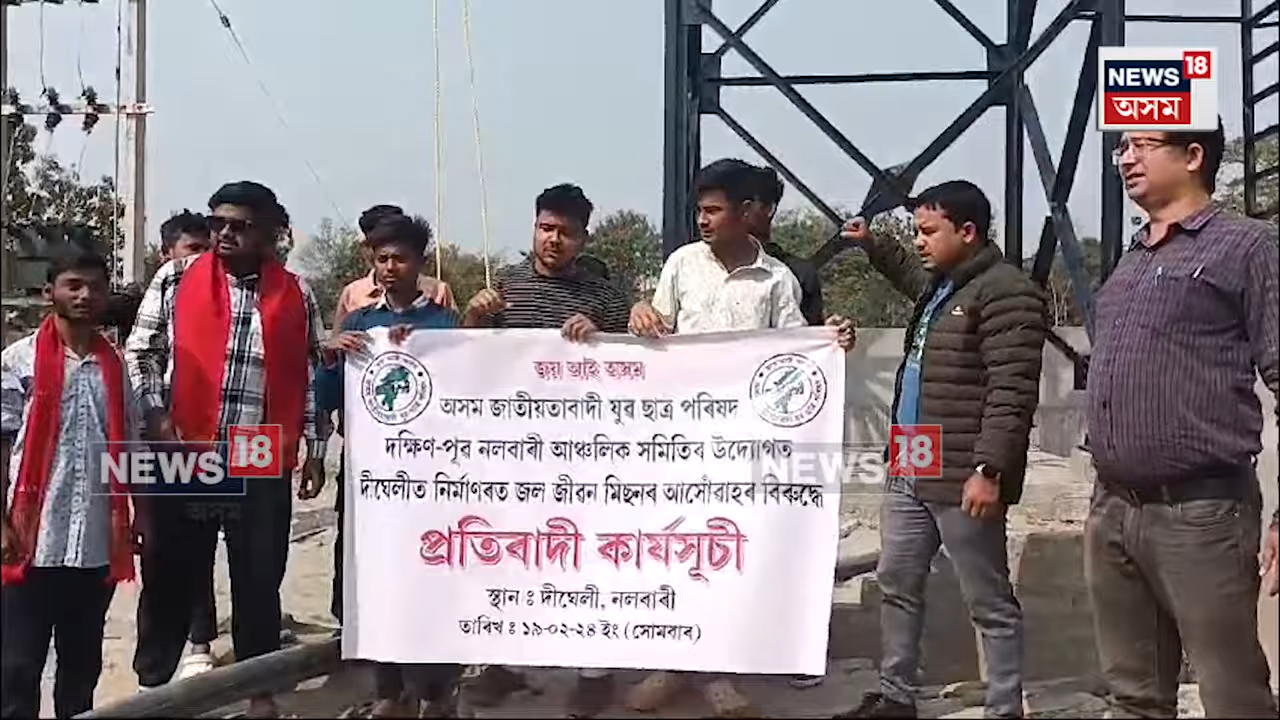 NEWS 18
অসম
জয় আই অসম
অসম জাতীয়তাবাদী যুৱ ছাত্ৰ পৰিষদ
দক্ষিণ-পূৱ নলবাৰী আঞ্চলিক সমিতিৰ উদ্যোগত
দীঘেলীত নিৰ্মাণৰত জল জীৱন মিছনৰ আসোঁৱাহৰ বিৰুদ্ধে
প্ৰতিবাদী কাৰ্যসূচী
স্থান : দীঘেলী, নলবাৰী
তাৰিখ : ১৯-০২-২৪ ইং (সোমবাৰ)
NEWS 18
অসম
NEWS 18